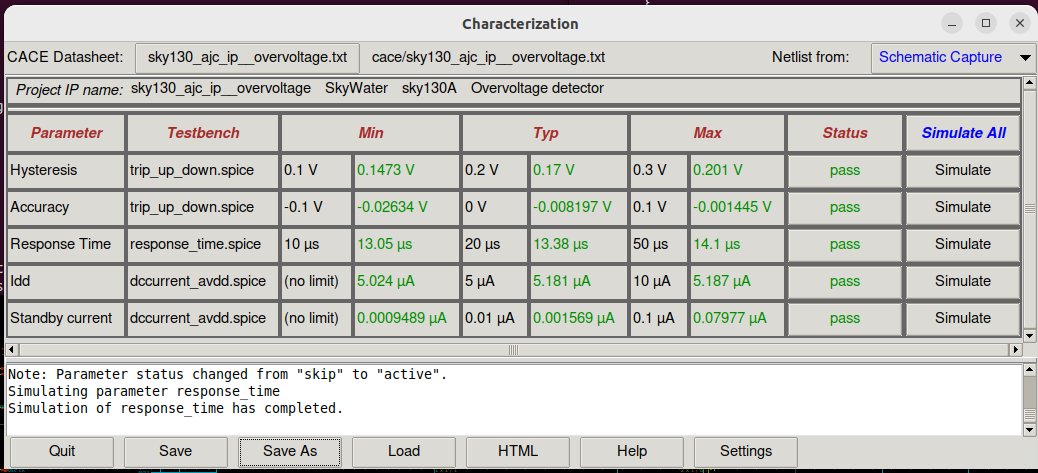 Characterization
CACE Datasheet: sky130_ajc_ip__overvoltage.txt cace/sky130_ajc_ip__overvoltage.txt Netlist from: Schematic Capture
Project IP name: sky130_ajc_ip__overvoltage SkyWater sky130A Overvoltage detector
Parameter Testbench Min Typ Max Status Simulate All
Hysteresis trip_up_down.spice 0.1 V 0.1473 V 0.2 V 0.17 V 0.3 V 0.201 V pass Simulate
Accuracy trip_up_down.spice -0.1 V -0.02634 V 0 V -0.008197 V 0.1 V -0.001445 V pass Simulate
Response Time response_time.spice 10 µs 13.05 µs 20 µs 13.38 µs 50 µs 14.1 µs pass Simulate
Idd dccurrent_avdd.spice (no limit) 5.024 µA 5 µA 5.181 µA 10 µA 5.187 µA pass Simulate
Standby current dccurrent_avdd.spice (no limit) 0.0009489 µA 0.01 µA 0.001569 µA 0.1 µA 0.07977 µA pass Simulate
Note: Parameter status changed from "skip" to "active".
Simulating parameter response_time
Simulation of response_time has completed.
Quit Save Save As Load HTML Help Settings